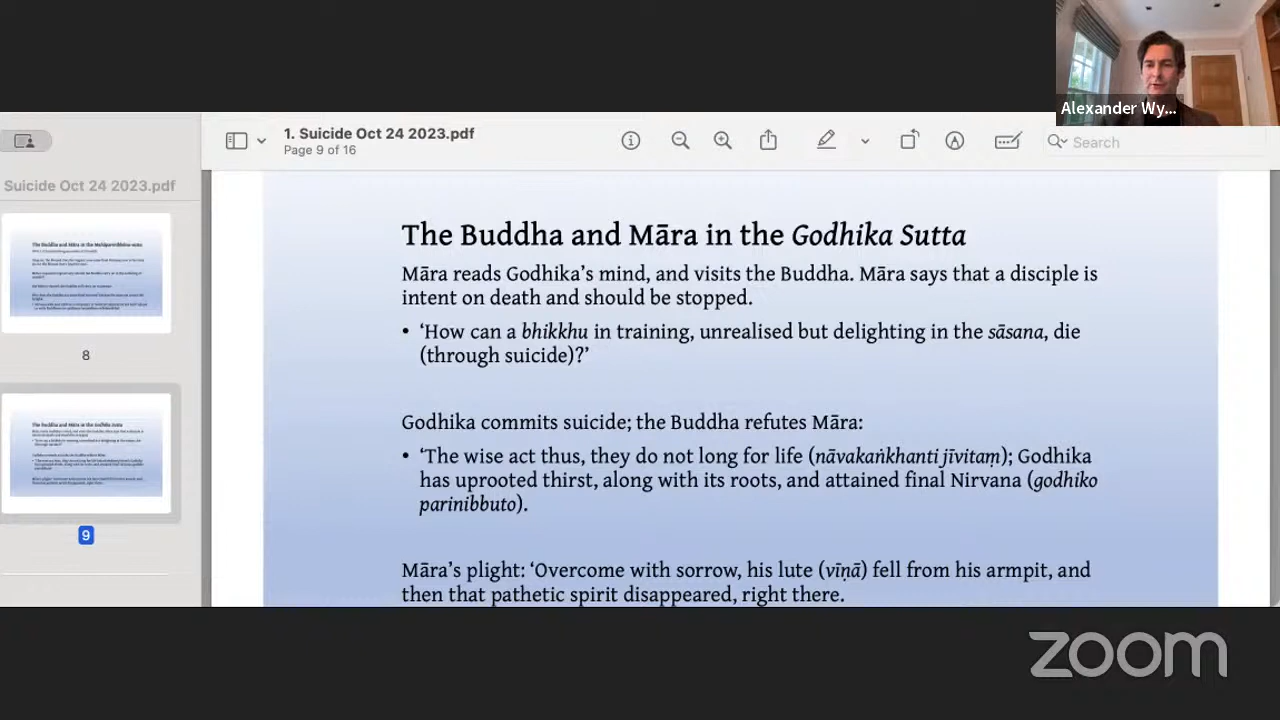 Alexander Wy...
1. Suicide Oct 24 2023.pdf
Page 9 of 16
Search
Suicide Oct 24 2023.pdf
8
9
The Buddha and Māra in the Godhika Sutta
Māra reads Godhika’s mind, and visits the Buddha. Māra says that a disciple is
intent on death and should be stopped.
• ‘How can a bhikkhu in training, unrealised but delighting in the sāsana, die
(through suicide)?’
Godhika commits suicide; the Buddha refutes Māra:
• ‘The wise act thus, they do not long for life (nāvakaṅkhanti jīvitaṃ); Godhika
has uprooted thirst, along with its roots, and attained final Nirvana (godhiko
parinibbuto).
Māra’s plight: ‘Overcome with sorrow, his lute (vīṇā) fell from his armpit, and
then that pathetic spirit disappeared, right there.
zoom